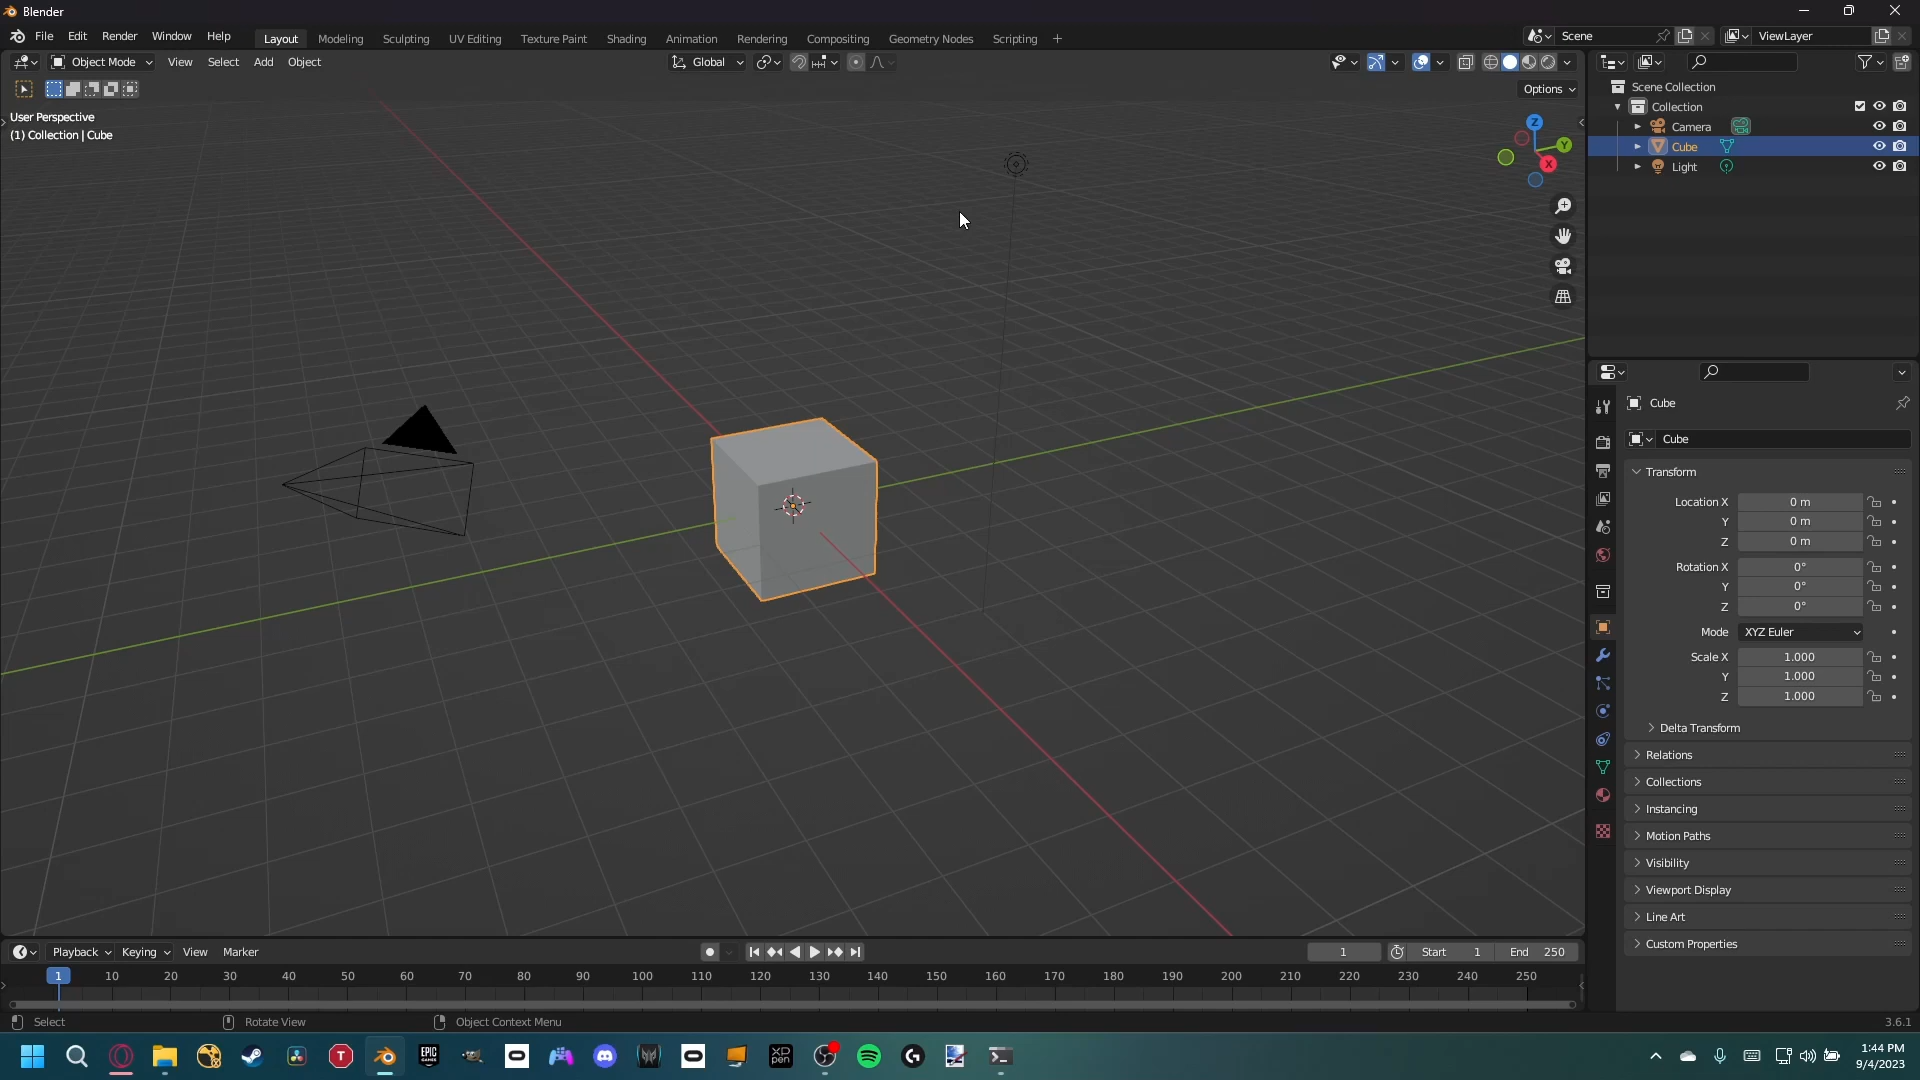 Blender
File Edit Render Window Help Layout Modeling Sculpting UV Editing Texture Paint Shading Animation Rendering Compositing Geometry Nodes Scripting + Scene ViewLayer
Object Mode View Select Add Object Global
Options
User Perspective
(1) Collection | Cube
Z
Y
X
Scene Collection
Collection
Camera
Cube
Light
Cube
Cube
Transform
Location X 0 m
Y 0 m
Z 0 m
Rotation X 0°
Y 0°
Z 0°
Mode XYZ Euler
Scale X 1.000
Y 1.000
Z 1.000
Delta Transform
Relations
Collections
Instancing
Motion Paths
Visibility
Viewport Display
Line Art
Custom Properties
Playback Keying View Marker 1 Start 1 End 250
1 10 20 30 40 50 60 70 80 90 100 110 120 130 140 150 160 170 180 190 200 210 220 230 240 250
Select Rotate View Object Context Menu 3.6.1
T
EPIC
GAMES
XP
PEN
G
1:44 PM
9/4/2023